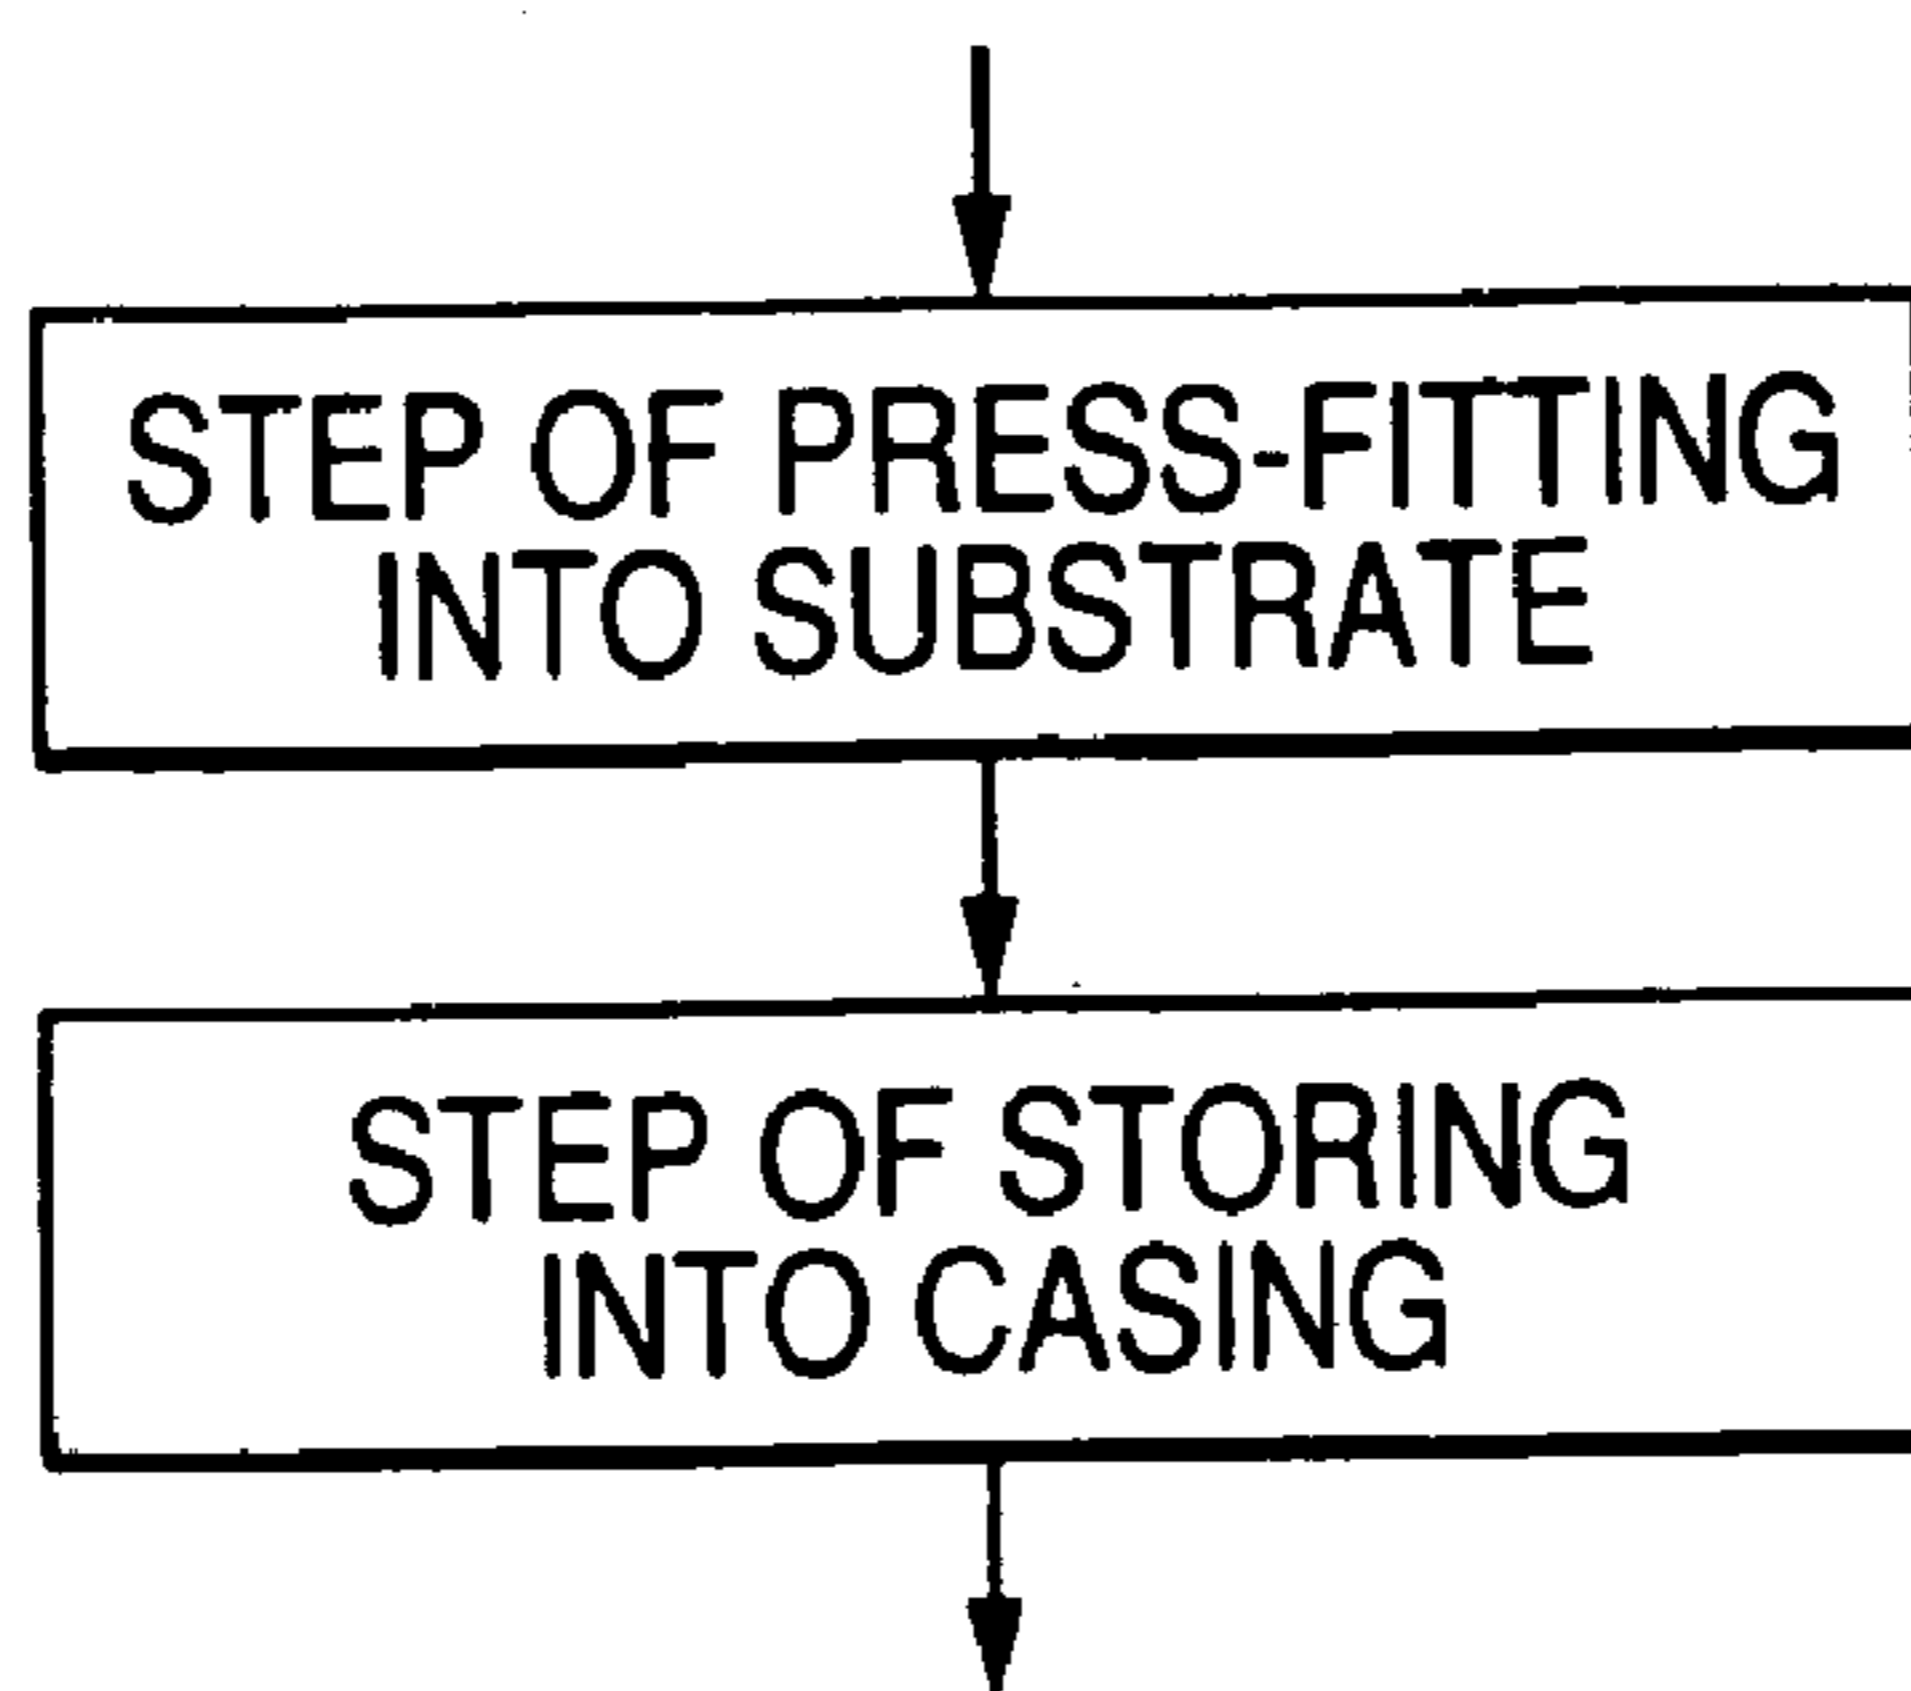 STEP OF PRESS-FITTING
INTO SUBSTRATE
STEP OF STORING
INTO CASING